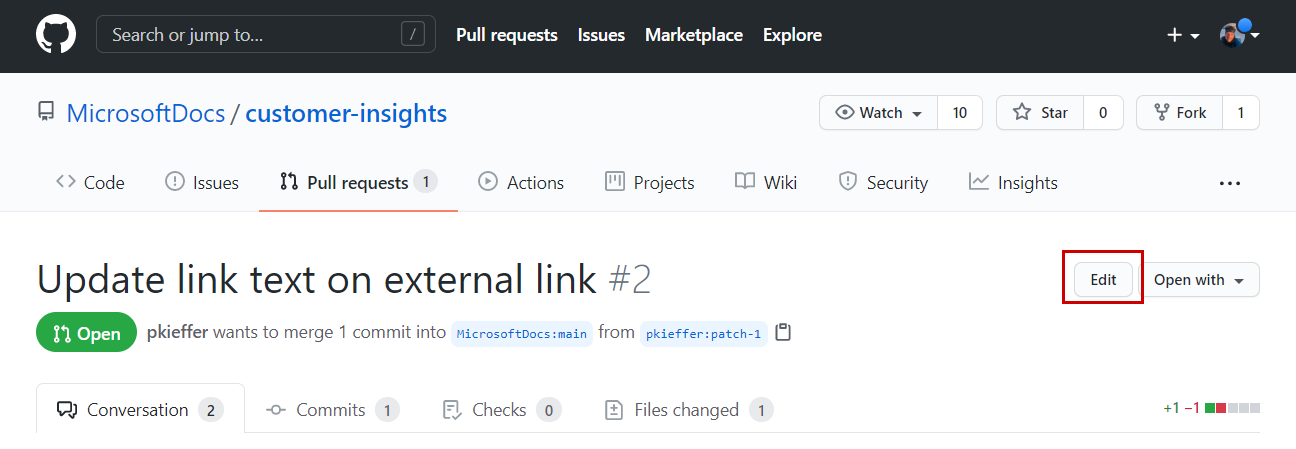 Search or jump to... /
Pull requests Issues Marketplace Explore
MicrosoftDocs / customer-insights
Watch 10
Star 0
Fork 1
Code Issues Pull requests 1 Actions Projects Wiki Security Insights
Update link text on external link #2
Edit Open with
Open pkieffer wants to merge 1 commit into MicrosoftDocs:main from pkieffer:patch-1
Conversation 2 Commits 1 Checks 0 Files changed 1 +1 −1